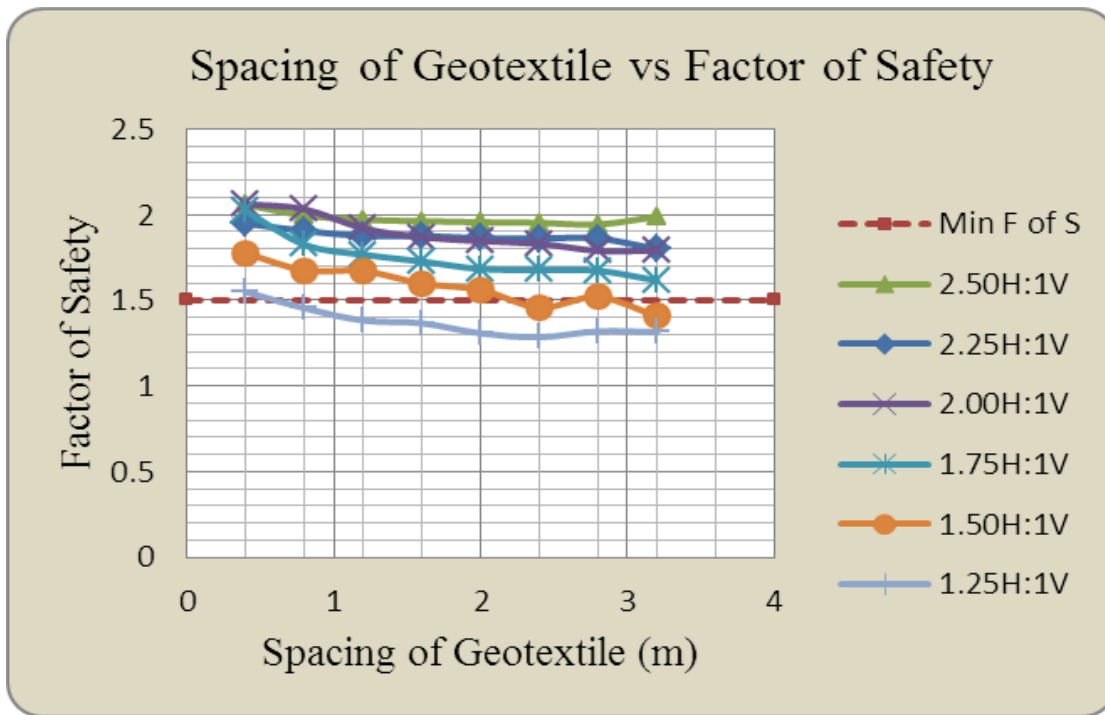 Spacing of Geotextile vs Factor of Safety
Factor of Safety
2.5
2
1.5
1
0.5
0
0
1
2
3
4
Spacing of Geotextile (m)
Min F of S
2.50H:1V
2.25H:1V
2.00H:1V
1.75H:1V
1.50H:1V
1.25H:1V